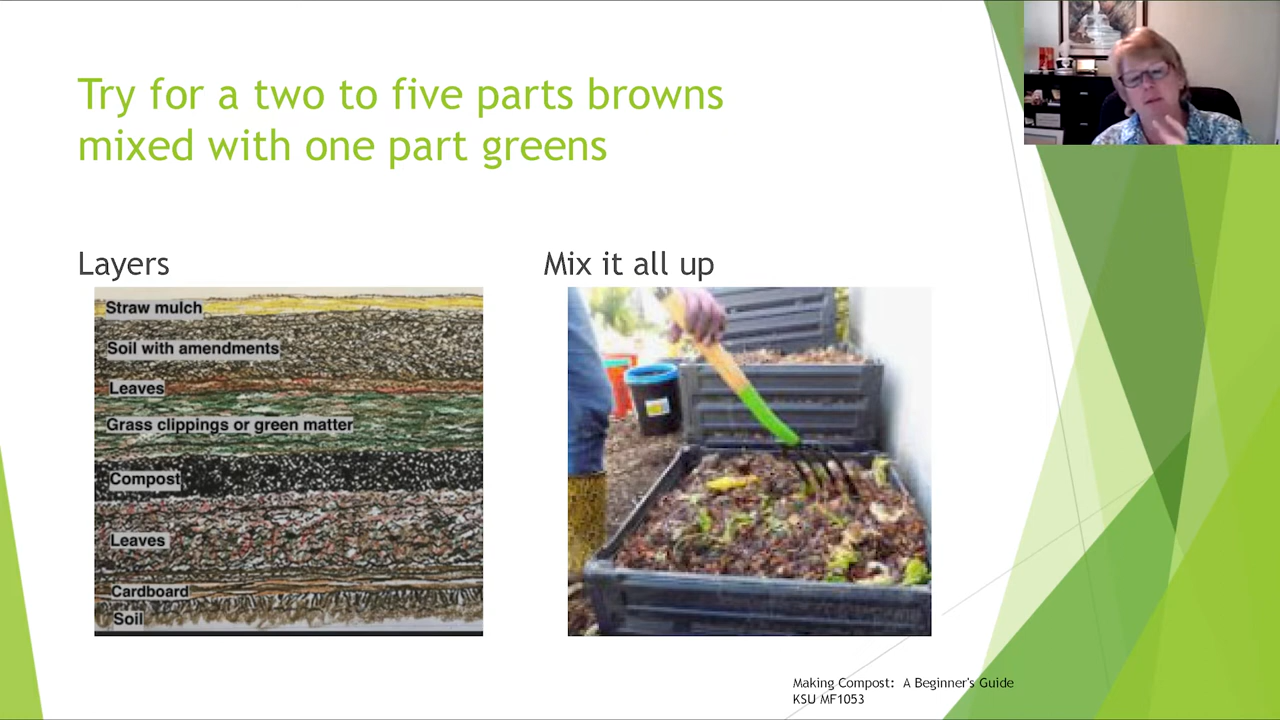 Try for a two to five parts browns
mixed with one part greens
Layers
Mix it all up
Straw mulch
Soil with amendments
Leaves
Grass clippings or green matter
Compost
Leaves
Cardboard
Soil
Making Compost: A Beginner's Guide
KSU MF1053